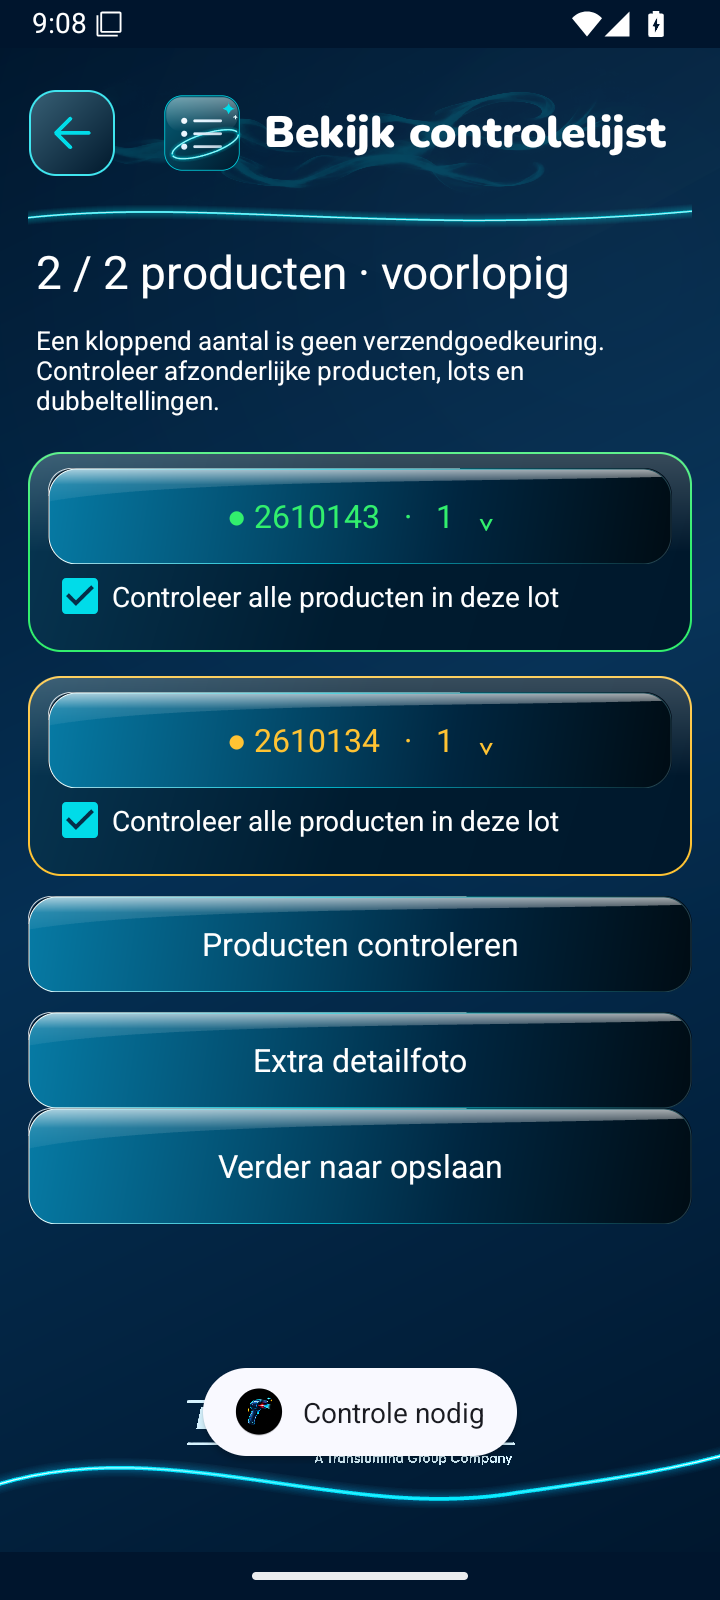 9:08
Bekijk controlelijst
2 / 2 producten · voorlopig
Een kloppend aantal is geen verzendgoedkeuring.
Controleer afzonderlijke producten, lots en
dubbeltellingen.
2610143 · 1 v
Controleer alle producten in deze lot
2610134 · 1 v
Controleer alle producten in deze lot
Producten controleren
Extra detailfoto
Verder naar opslaan
Controle nodig
Group Company